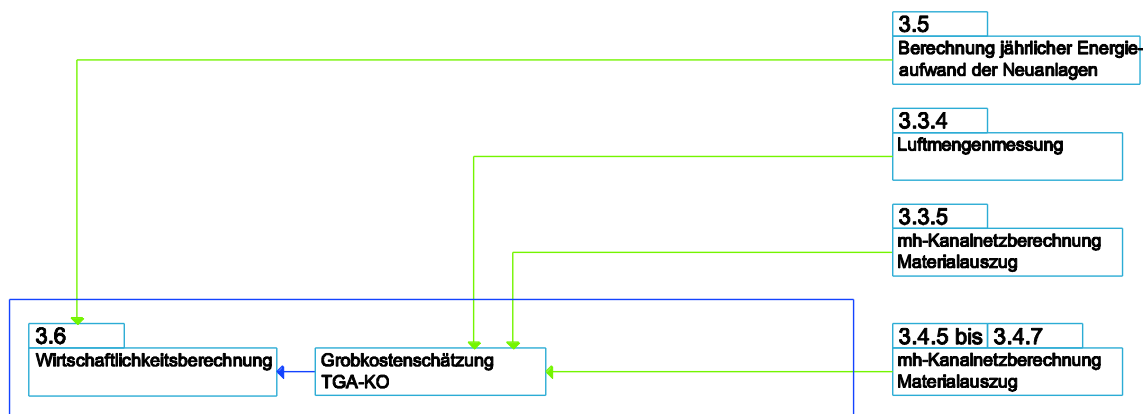 3.5
Berechnung jährlicher Energie-
aufwand der Neuanlagen
3.3.4
Luftmengenmessung
3.3.5
mh-Kanalnetzberechnung
Materialauszug
3.6
Wirtschaftlichkeitsberechnung
Grobkostenschätzung
TGA-KO
3.4.5 bis 3.4.7
mh-Kanalnetzberechnung
Materialauszug